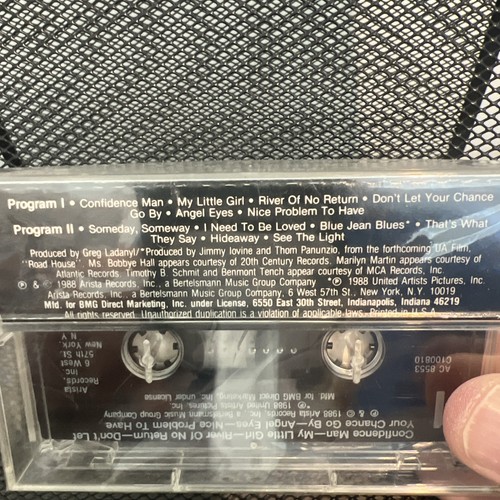 Program I • Confidence Man • My Little Girl • River Of No Return • Don't Let Your Chance
Go By • Angel Eyes • Nice Problem To Have
Program II • Someday, Someway • I Need To Be Loved • Blue Jean Blues* • That's What
They Say • Hideaway • See The Light
Produced by Greg Ladanyi/*Produced by Jimmy Iovine and Thom Panunzio, from the forthcoming UA Film,
"Road House". Ms. Bobbye Hall appears courtesy of 20th Century Records. Marilyn Martin appears courtesy of
Atlantic Records. Timothy B. Schmit and Benmont Tench appear courtesy of MCA Records, Inc.
℗ & © 1988 Arista Records, Inc., a Bertelsmann Music Group Company *℗ 1988 United Artists Pictures, Inc.
Arista Records, Inc., a Bertelsmann Music Group Company, 6 West 57th St., New York, N.Y. 10019
Mfd. for BMG Direct Marketing, Inc. under License, 6550 East 30th Street, Indianapolis, Indiana 46219
All rights reserved. Unauthorized duplication is a violation of applicable laws. Printed in U.S.A.
Confidence Man—My Little Girl—River Of No Return—Don't Let
Your Chance Go By—Angel Eyes—Nice Problem To Have
℗ & © 1988 Arista Records, Inc., a Bertelsmann Music Group Company
*℗ 1988 United Artists Pictures, Inc.
Mfd for BMG Direct Marketing, Inc. under License
Arista
Records,
Inc.
6 West
57th St.
New York,
N.Y.
AC 8553
C100810